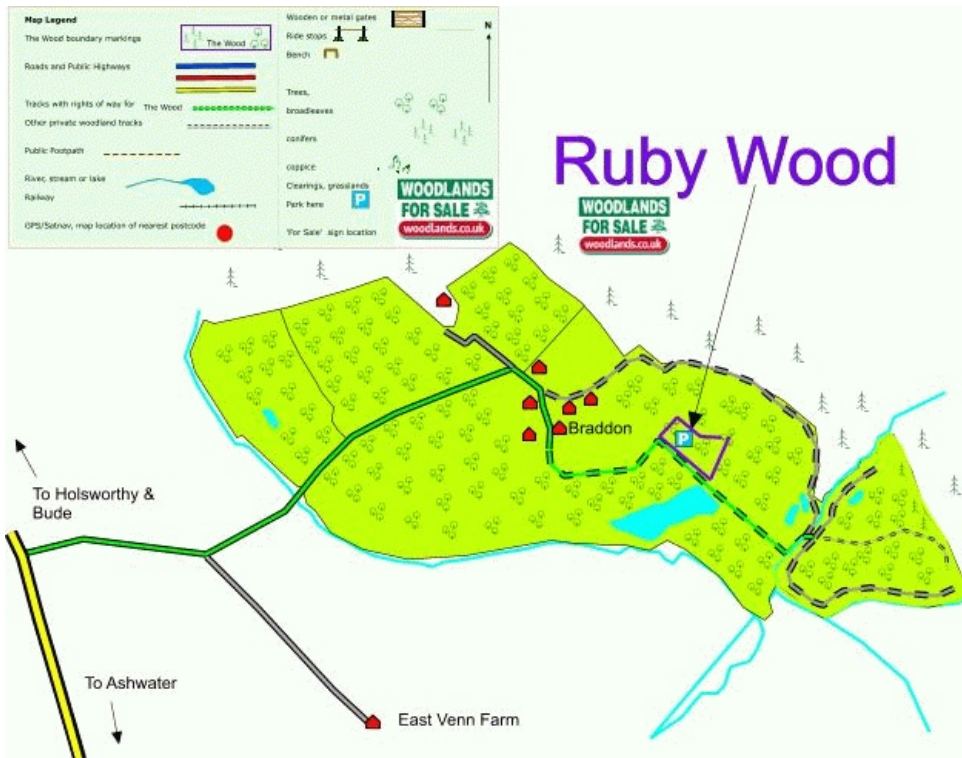 Map Legend
The Wood boundary markings
The Wood
Roads and Public Highways
Tracks with rights of way for The Wood
Other private woodland tracks
Public Footpath
River, stream or lake
Railway
GPS/Satnav, map location of nearest postcode
Wooden or metal gates
Ride stops
Bench
Trees,
broadleaves
conifers
coppice
Clearings, grasslands
Park here
P
'For Sale' sign location
N
WOODLANDS
FOR SALE
woodlands.co.uk
Ruby Wood
WOODLANDS
FOR SALE
woodlands.co.uk
Braddon
P
To Holsworthy &
Bude
To Ashwater
East Venn Farm